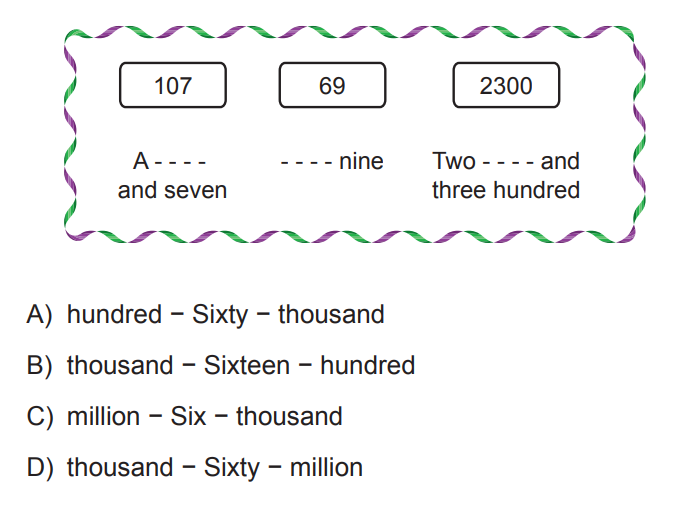 107
69
2300
A - - - -
and seven
- - - - nine
Two - - - - and
three hundred
A) hundred − Sixty − thousand
B) thousand − Sixteen − hundred
C) million − Six − thousand
D) thousand − Sixty − million